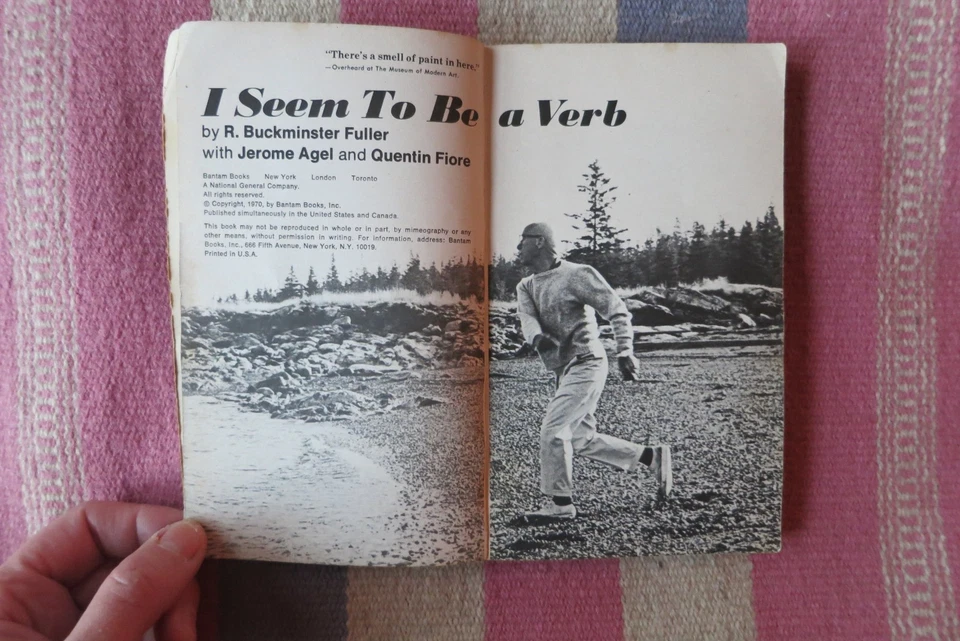 "There's a smell of paint in here."
—Overheard at The Museum of Modern Art.
I Seem To Be a Verb
by R. Buckminster Fuller
with Jerome Agel and Quentin Fiore
Bantam Books New York London Toronto
A National General Company.
All rights reserved.
© Copyright, 1970, by Bantam Books, Inc.
Published simultaneously in the United States and Canada.
This book may not be reproduced in whole or in part, by mimeography or any
other means, without permission in writing. For information, address: Bantam
Books, Inc., 666 Fifth Avenue, New York, N.Y. 10019.
Printed in U.S.A.